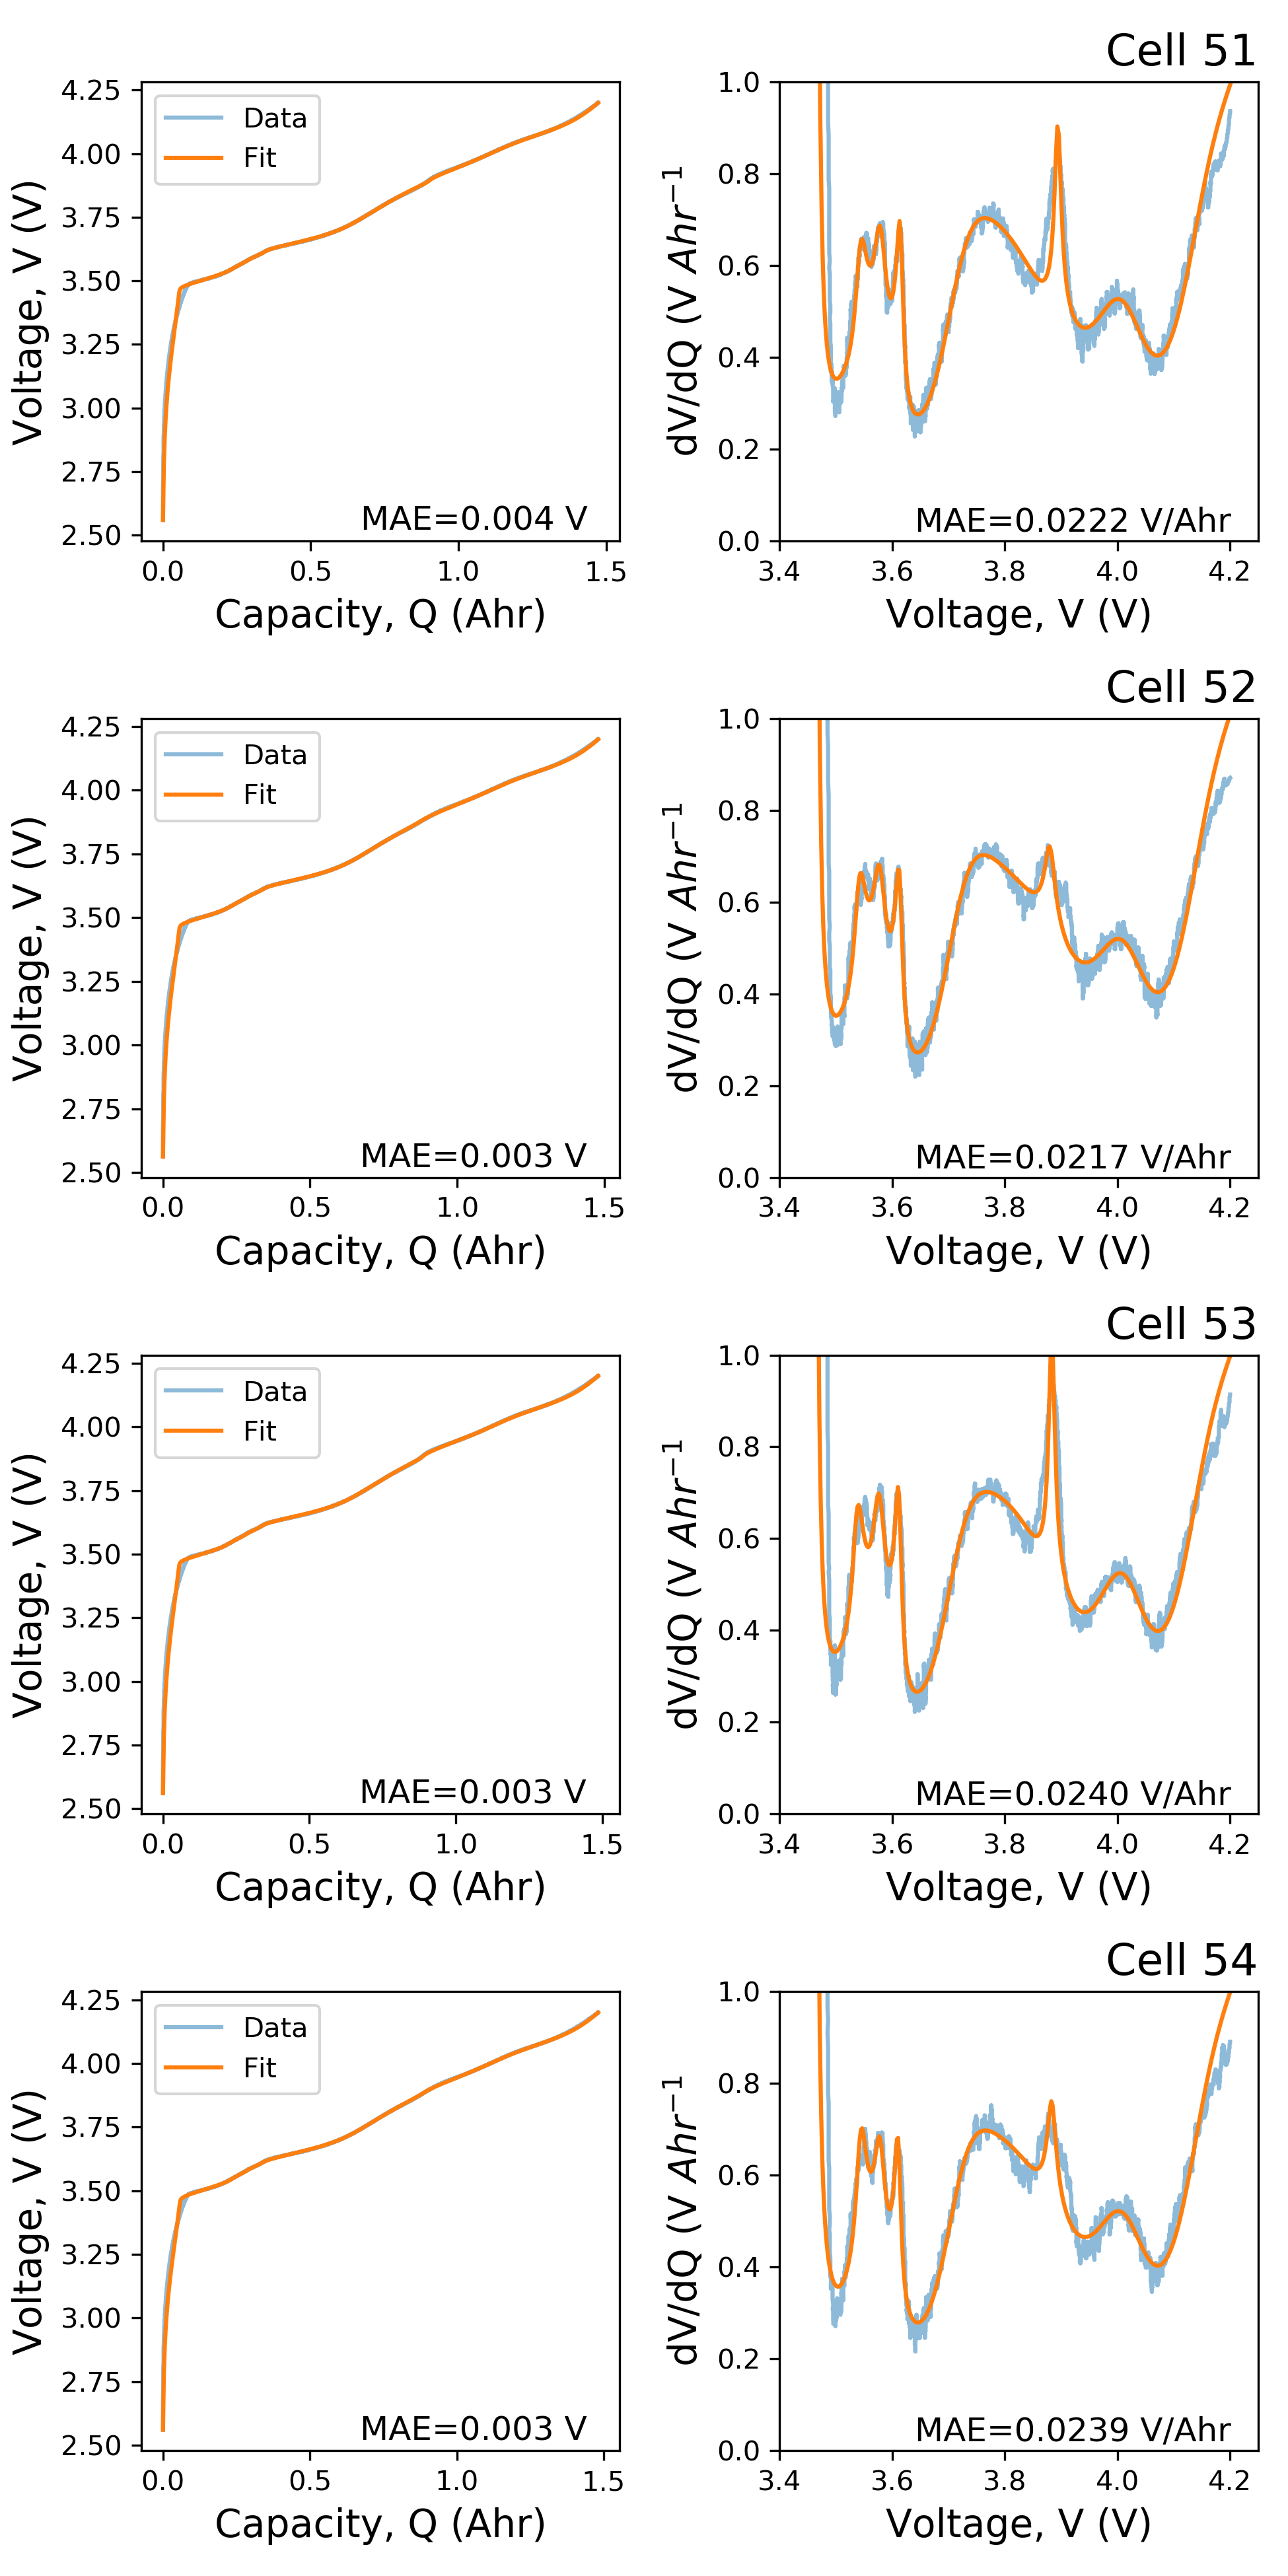 Cell 51
4.25
4.00
3.75
3.50
3.25
3.00
2.75
2.50
Voltage, V (V)
Data
Fit
MAE=0.004 V
0.0 0.5 1.0 1.5
Capacity, Q (Ahr)
1.0
0.8
0.6
0.4
0.2
0.0
dV/dQ (V Ahr⁻¹)
MAE=0.0222 V/Ahr
3.4 3.6 3.8 4.0 4.2
Voltage, V (V)
Cell 52
4.25
4.00
3.75
3.50
3.25
3.00
2.75
2.50
Voltage, V (V)
Data
Fit
MAE=0.003 V
0.0 0.5 1.0 1.5
Capacity, Q (Ahr)
1.0
0.8
0.6
0.4
0.2
0.0
dV/dQ (V Ahr⁻¹)
MAE=0.0217 V/Ahr
3.4 3.6 3.8 4.0 4.2
Voltage, V (V)
Cell 53
4.25
4.00
3.75
3.50
3.25
3.00
2.75
2.50
Voltage, V (V)
Data
Fit
MAE=0.003 V
0.0 0.5 1.0 1.5
Capacity, Q (Ahr)
1.0
0.8
0.6
0.4
0.2
0.0
dV/dQ (V Ahr⁻¹)
MAE=0.0240 V/Ahr
3.4 3.6 3.8 4.0 4.2
Voltage, V (V)
Cell 54
4.25
4.00
3.75
3.50
3.25
3.00
2.75
2.50
Voltage, V (V)
Data
Fit
MAE=0.003 V
0.0 0.5 1.0 1.5
Capacity, Q (Ahr)
1.0
0.8
0.6
0.4
0.2
0.0
dV/dQ (V Ahr⁻¹)
MAE=0.0239 V/Ahr
3.4 3.6 3.8 4.0 4.2
Voltage, V (V)